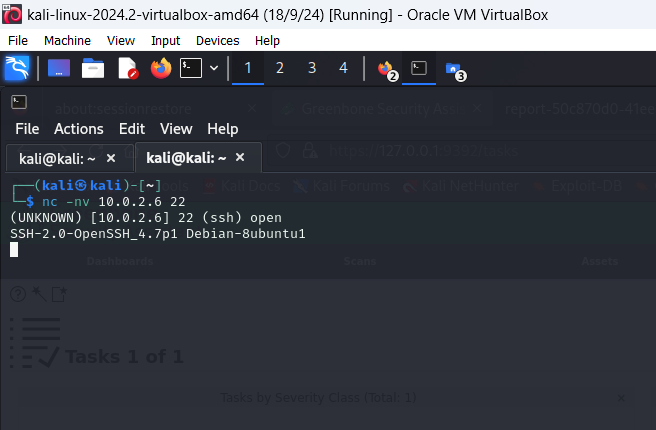 kali-linux-2024.2-virtualbox-amd64 (18/9/24) [Running] - Oracle VM VirtualBox
File Machine View Input Devices Help
1 2 3 4 2 3
about:sessionrestore Greenbone Security As report-50c870d0-41ee
File Actions Edit View Help
kali@kali: ~ × kali@kali: ~ ×
https://127.0.0.1
┌──(kali㉿kali)-[~]
ools Kali Docs Kali Forums Kali NetHunter Exploit-DB
└─$ nc -nv 10.0.2.6 22
(UNKNOWN) [10.0.2.6] 22 (ssh) open
SSH-2.0-OpenSSH_4.7p1 Debian-8ubuntu1
Dashboards Scans Assets
Tasks 1 of 1
Tasks by Severity Class (Total: 1) ×